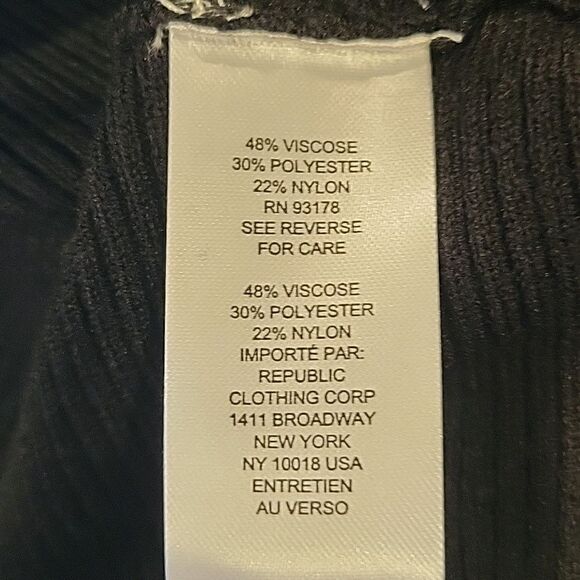 48% VISCOSE
30% POLYESTER
22% NYLON
RN 93178
SEE REVERSE
FOR CARE
48% VISCOSE
30% POLYESTER
22% NYLON
IMPORTÉ PAR:
REPUBLIC
CLOTHING CORP
1411 BROADWAY
NEW YORK
NY 10018 USA
ENTRETIEN
AU VERSO